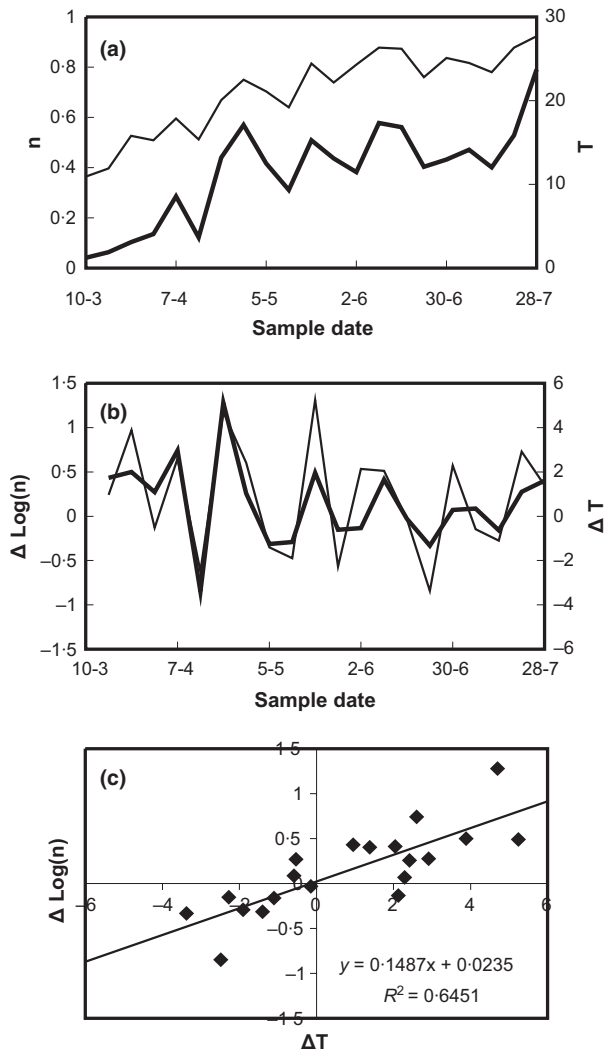 (a)
1
0·8
0·6
0·4
0·2
0
n
30
20
10
0
T
10-3 7-4 5-5 2-6 30-6 28-7
Sample date
(b)
1·5
1
0·5
0
–0·5
–1
–1·5
Δ Log(n)
6
4
2
0
–2
–4
–6
Δ T
10-3 7-4 5-5 2-6 30-6 28-7
Sample date
(c)
1·5
1
0·5
0
–0·5
–1
–1·5
Δ Log(n)
–6 –4 –2 0 2 4 6
y = 0·1487x + 0·0235
R² = 0·6451
ΔT